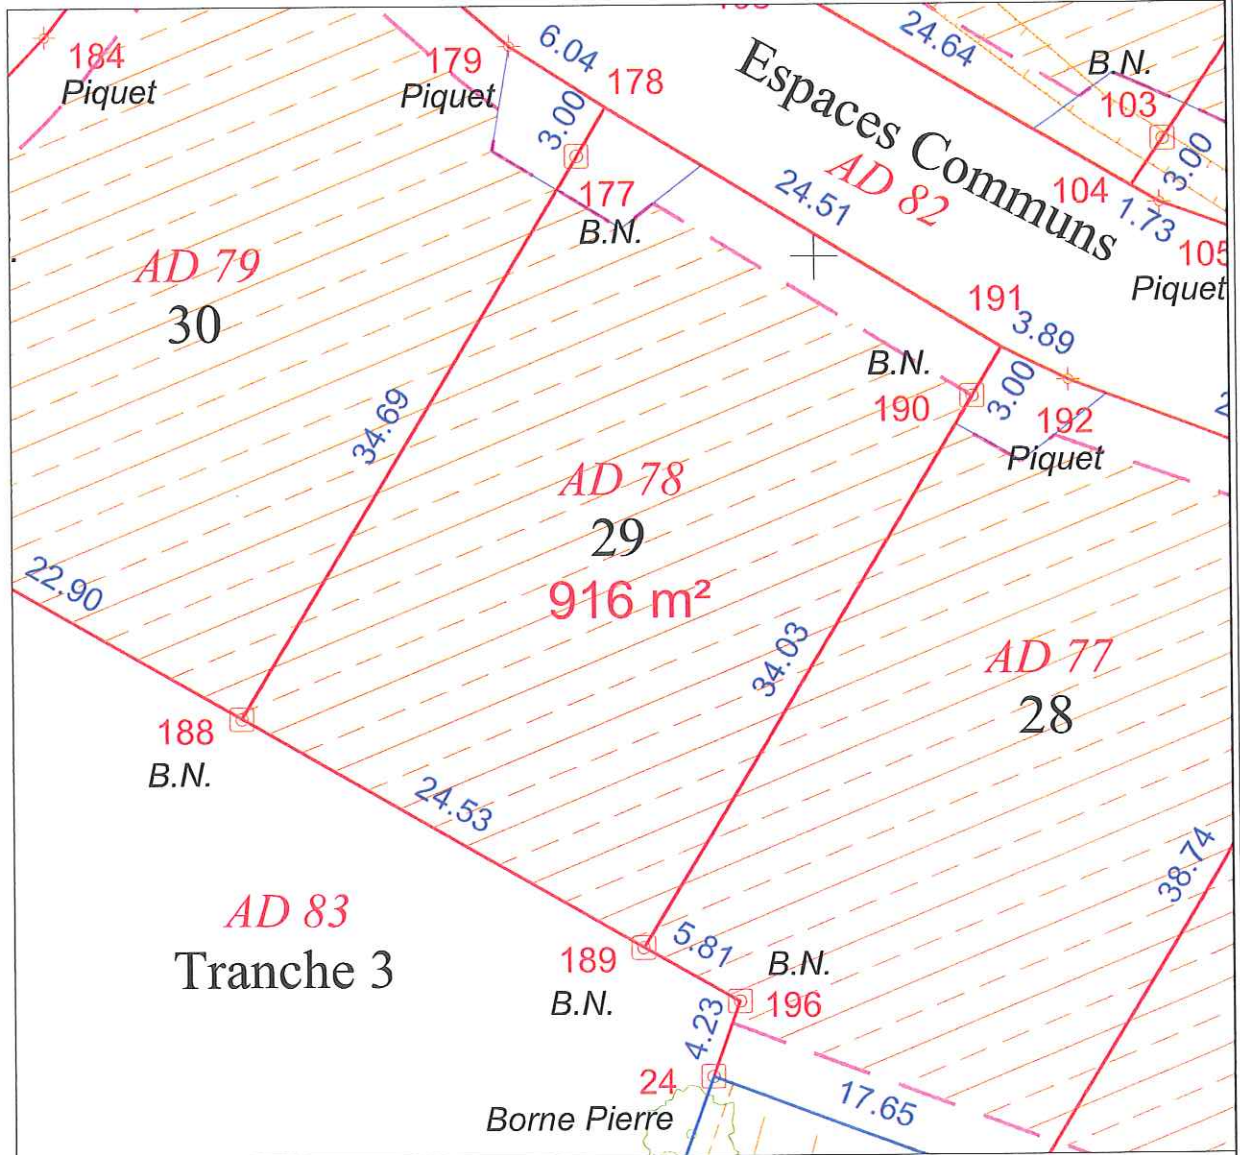 184
Piquet
179
Piquet
6.04
178
3.00
177
B.N.
24.64
B.N.
103
3.00
Espaces Communs
AD 82
24.51
104
1.73
105
Piquet
AD 79
30
191
3.89
B.N.
190
3.00
192
Piquet
34.69
AD 78
29
916 m²
22.90
34.03
AD 77
28
188
B.N.
24.53
38.74
AD 83
Tranche 3
189
B.N.
5.81
B.N.
196
4.23
24
Borne Pierre
17.65